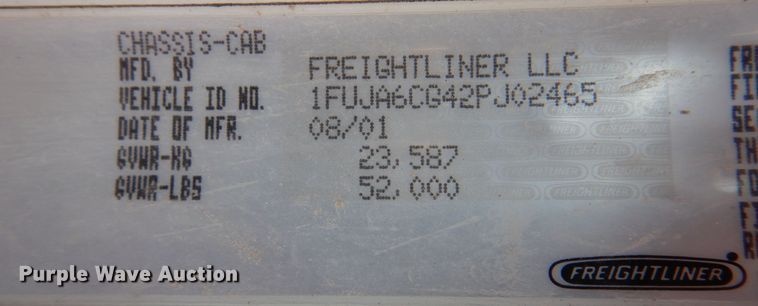 CHASSIS-CAB
MFD. BY FREIGHTLINER LLC
VEHICLE ID NO. 1FUJA6CG42PJ02465
DATE OF MFR. 08/01
GVWR-KG 23,587
GVWR-LBS 52,000
FREIGHTLINER
Purple Wave Auction